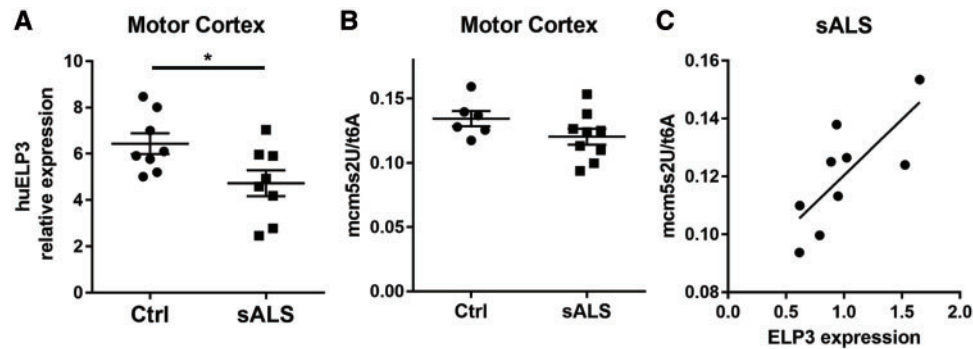 A
Motor Cortex
huELP3
relative expression
10
8
6
4
2
0
*
Ctrl
sALS
B
Motor Cortex
mcm5s2U/t6A
0.15
0.10
0.05
0.00
Ctrl
sALS
C
sALS
mcm5s2U/t6A
0.16
0.14
0.12
0.10
0.08
0.0
0.5
1.0
1.5
2.0
ELP3 expression